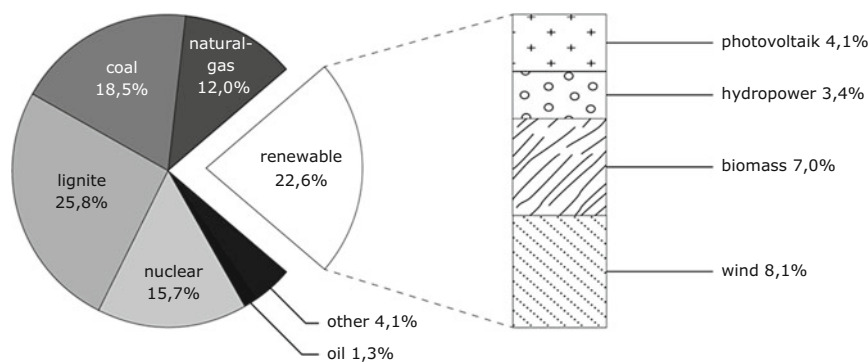 natural-
gas
12,0%
coal
18,5%
lignite
25,8%
nuclear
15,7%
other 4,1%
oil 1,3%
renewable
22,6%
photovoltaik 4,1%
hydropower 3,4%
biomass 7,0%
wind 8,1%